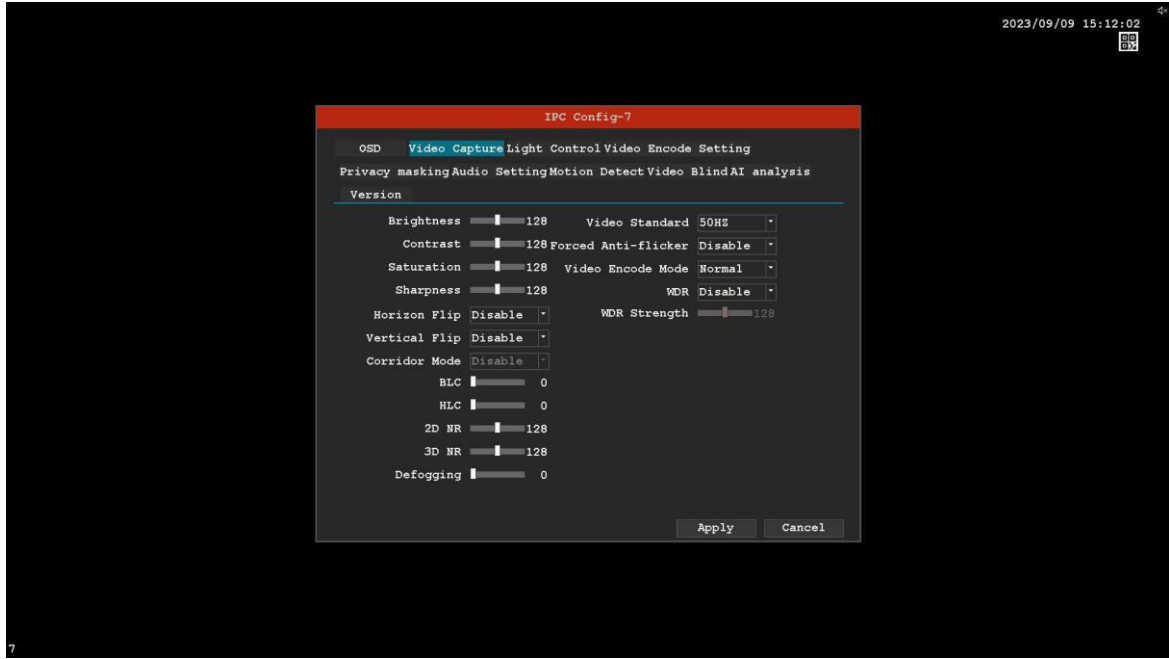 2023/09/09 15:12:02
IPC Config-7
OSD Video Capture Light Control Video Encode Setting
Privacy masking Audio Setting Motion Detect Video Blind AI analysis
Version
Brightness 128 Video Standard 50HZ
Contrast 128 Forced Anti-flicker Disable
Saturation 128 Video Encode Mode Normal
Sharpness 128 WDR Disable
Horizon Flip Disable WDR Strength 128
Vertical Flip Disable
Corridor Mode Disable
BLC 0
HLC 0
2D NR 128
3D NR 128
Defogging 0
Apply Cancel
7